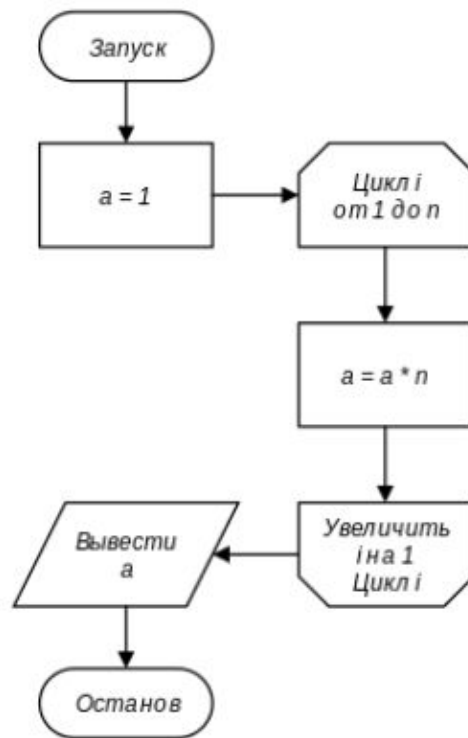 Запуск
a = 1
Цикл i
от 1 до n
a = a * n
Увеличить
i на 1
Цикл i
Вывести
a
Останов